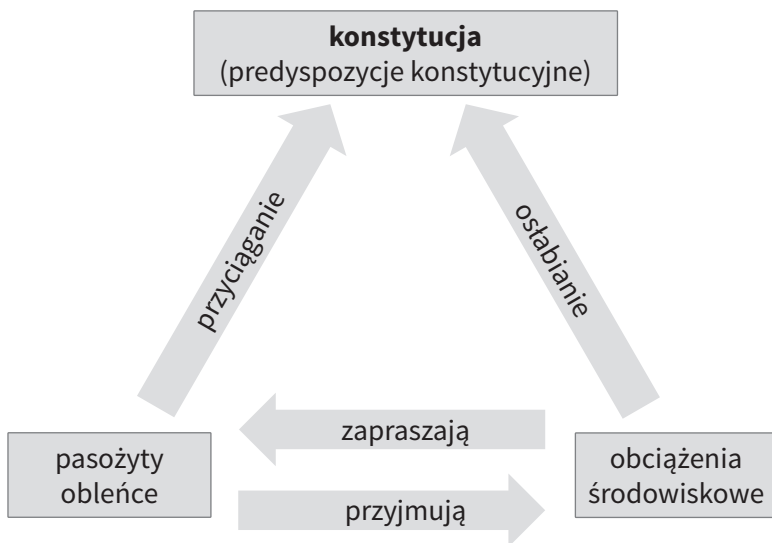 konstytucja
(predyspozycje konstytucyjne)
przyciąganie
osłabianie
zapraszają
pasożyty
obleńce
obciążenia
środowiskowe
przyjmują